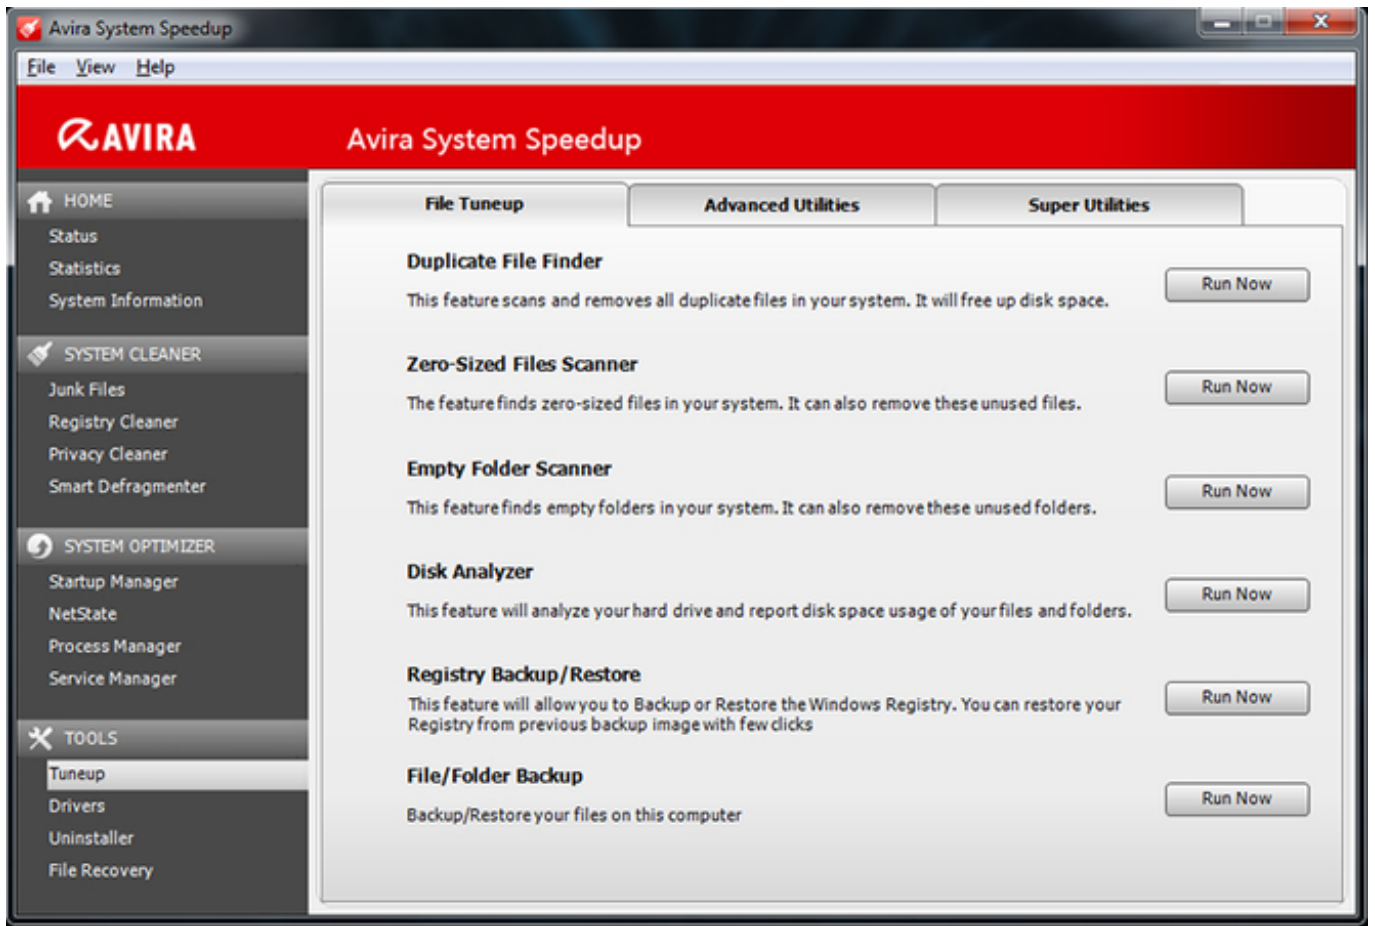 Avira System Speedup
File View Help
AVIRA
Avira System Speedup
HOME
Status
Statistics
System Information
SYSTEM CLEANER
Junk Files
Registry Cleaner
Privacy Cleaner
Smart Defragmenter
SYSTEM OPTIMIZER
Startup Manager
NetState
Process Manager
Service Manager
TOOLS
Tuneup
Drivers
Uninstaller
File Recovery
File Tuneup
Advanced Utilities
Super Utilities
Duplicate File Finder
This feature scans and removes all duplicate files in your system. It will free up disk space.
Run Now
Zero-Sized Files Scanner
The feature finds zero-sized files in your system. It can also remove these unused files.
Run Now
Empty Folder Scanner
This feature finds empty folders in your system. It can also remove these unused folders.
Run Now
Disk Analyzer
This feature will analyze your hard drive and report disk space usage of your files and folders.
Run Now
Registry Backup/Restore
This feature will allow you to Backup or Restore the Windows Registry. You can restore your
Registry from previous backup image with few clicks
Run Now
File/Folder Backup
Backup/Restore your files on this computer
Run Now